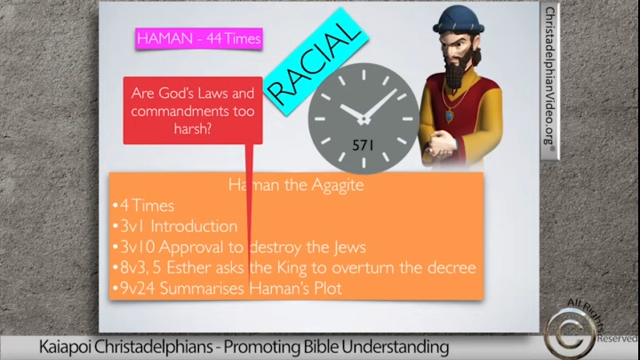 HAMAN - 44 Times
RACIAL
Are God's Laws and
commandments too
harsh?
571
Haman the Agagite
•4 Times
•3v1 Introduction
•3v10 Approval to destroy the Jews
•8v3, 5 Esther asks the King to overturn the decree
•9v24 Summarises Haman's Plot
ChristadelphianVideo.org®
All Rights
Reserved
Kaiapoi Christadelphians - Promoting Bible Understanding